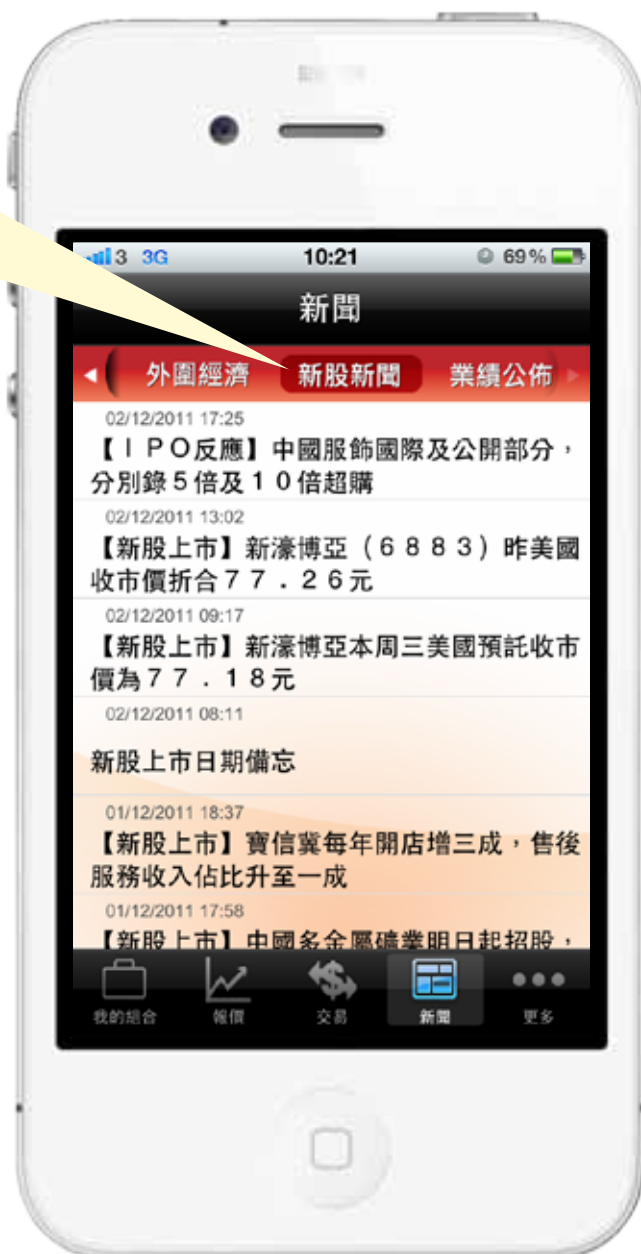 3 3G 10:21 69%
新聞
外圍經濟 新股新聞 業績公佈
02/12/2011 17:25
【ＩＰＯ反應】中國服飾國際及公開部分，
分別錄５倍及１０倍超購
02/12/2011 13:02
【新股上市】新濠博亞（６８８３）昨美國
收市價折合７７．２６元
02/12/2011 09:17
【新股上市】新濠博亞本周三美國預託收市
價為７７．１８元
02/12/2011 08:11
新股上市日期備忘
01/12/2011 18:37
【新股上市】寶信冀每年開店增三成，售後
服務收入佔比升至一成
01/12/2011 17:58
【新股上市】中國多金屬礦業明日起招股，
我的組合 報價 交易 新聞 更多